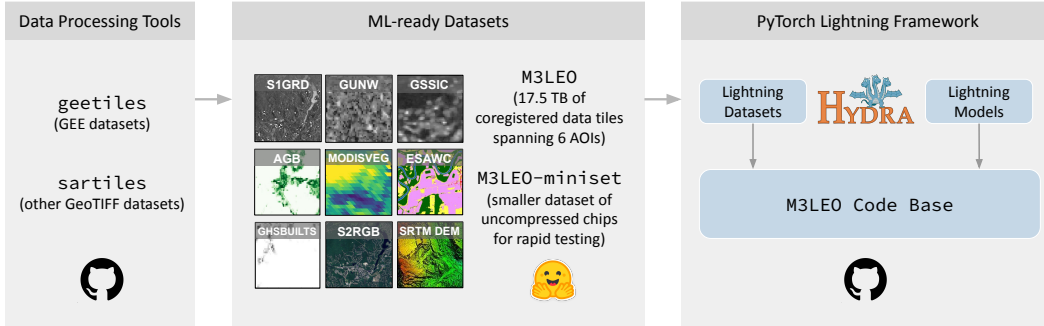 Data Processing Tools
geetiles
(GEE datasets)
sartiles
(other GeoTIFF datasets)
ML-ready Datasets
S1GRD
GUNW
GSSIC
AGB
MODISVEG
ESAWC
GHSBUILTS
S2RGB
SRTM DEM
M3LEO
(17.5 TB of
coregistered data tiles
spanning 6 AOIs)
M3LEO-miniset
(smaller dataset of
uncompressed chips
for rapid testing)
PyTorch Lightning Framework
Lightning
Datasets
HYDRA
Lightning
Models
M3LEO Code Base